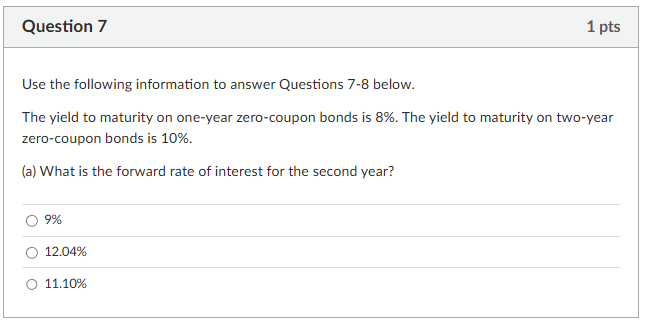 Question 7
1 pts
Use the following information to answer Questions 7-8 below.
The yield to maturity on one-year zero-coupon bonds is 8%. The yield to maturity on two-year
zero-coupon bonds is 10%.
(a) What is the forward rate of interest for the second year?
9%
12.04%
11.10%